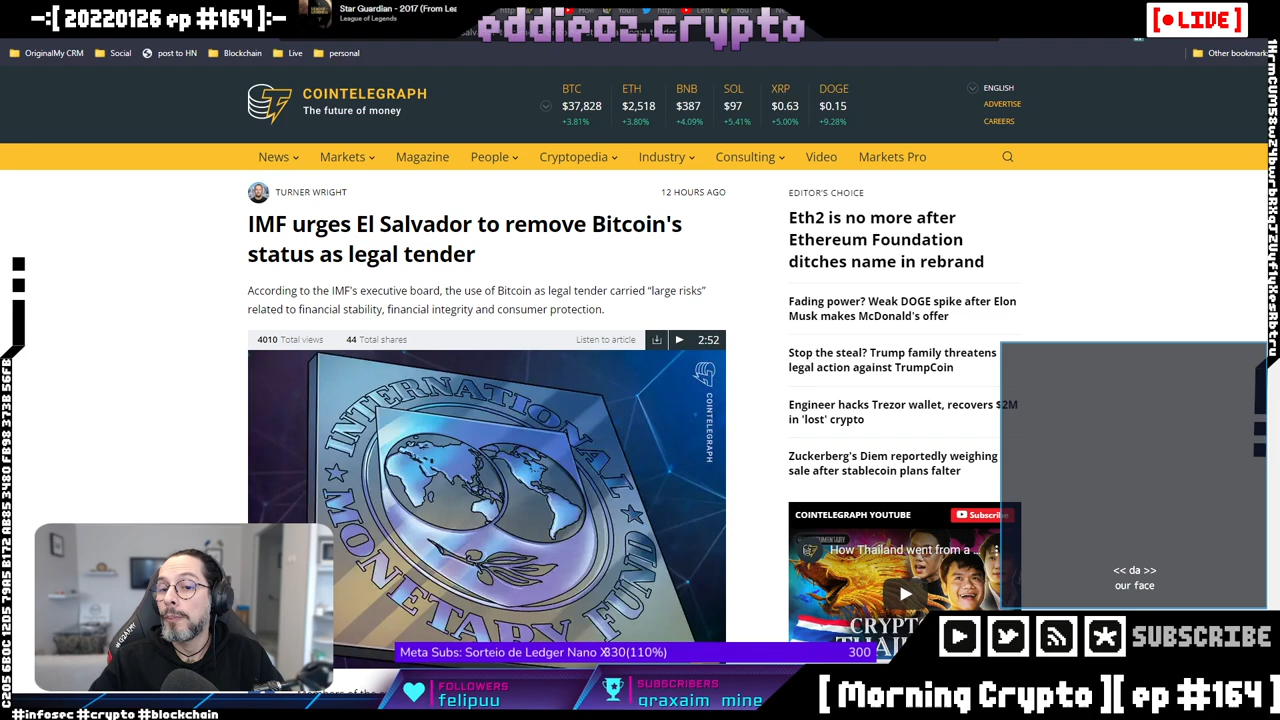 -:[ 20220126 ep #164 ]:-
Star Guardian - 2017 (From Lea
League of Legends
eddieoz.crypto
[● LIVE]
OriginalMy CRM
Social
post to HN
Blockchain
Live
personal
Other bookmark
COINTELEGRAPH
The future of money
BTC ETH BNB SOL XRP DOGE
$37,828 $2,518 $387 $97 $0.63 $0.15
+3.81% +3.80% +4.09% +5.41% +5.00% +9.28%
ENGLISH
ADVERTISE
CAREERS
News Markets Magazine People Cryptopedia Industry Consulting Video Markets Pro
TURNER WRIGHT
12 HOURS AGO
IMF urges El Salvador to remove Bitcoin's
status as legal tender
According to the IMF's executive board, the use of Bitcoin as legal tender carried “large risks”
related to financial stability, financial integrity and consumer protection.
4010 Total views
44 Total shares
Listen to article
2:52
COINTELEGRAPH
INTERNATIONAL
MONETARY FUND
EDITOR'S CHOICE
Eth2 is no more after
Ethereum Foundation
ditches name in rebrand
Fading power? Weak DOGE spike after Elon
Musk makes McDonald's offer
Stop the steal? Trump family threatens
legal action against TrumpCoin
Engineer hacks Trezor wallet, recovers $2M
in 'lost' crypto
Zuckerberg's Diem reportedly weighing
sale after stablecoin plans falter
COINTELEGRAPH YOUTUBE
Subscribe
How Thailand went from a ...
CRYPT
THAI
<< da >>
our face
Meta Subs: Sorteio de Ledger Nano X
330(110%)
300
FOLLOWERS
felipuu
SUBSCRIBERS
graxaim_mine
SUBSCRIBE
[ Morning Crypto ][ ep #164 ]
#infosec #crypto #blockchain